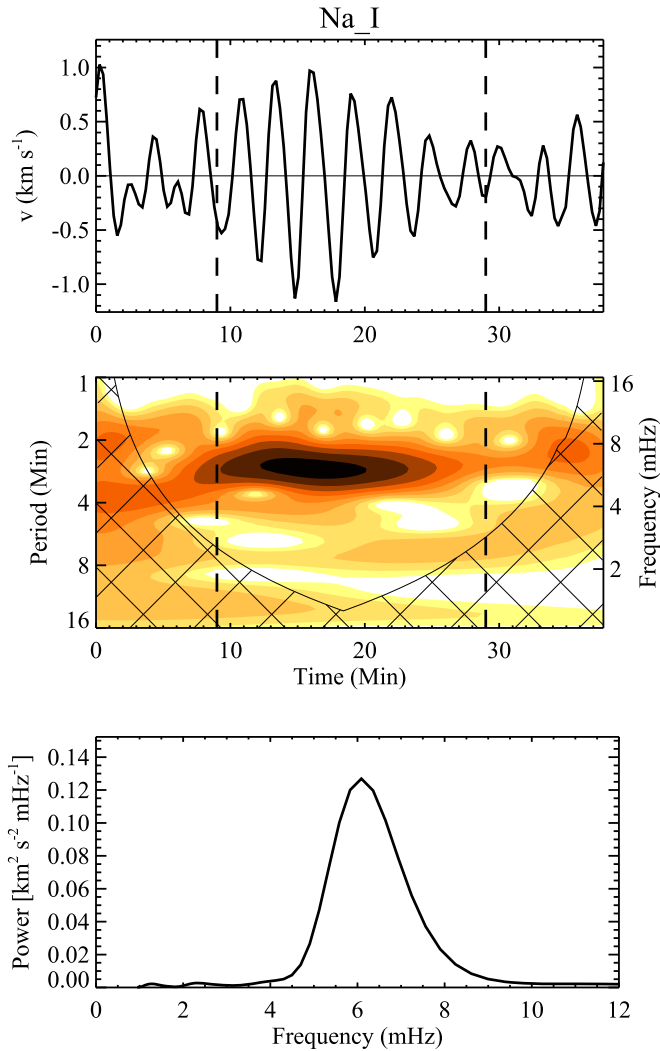 Na_I
v (km s⁻¹)
1.0
0.5
0.0
-0.5
-1.0
0 10 20 30
Period (Min)
1
2
4
8
16
Frequency (mHz)
16
8
4
2
0 10 20 30
Time (Min)
Power [km² s⁻² mHz⁻¹]
0.14
0.12
0.10
0.08
0.06
0.04
0.02
0.00
0 2 4 6 8 10 12
Frequency (mHz)